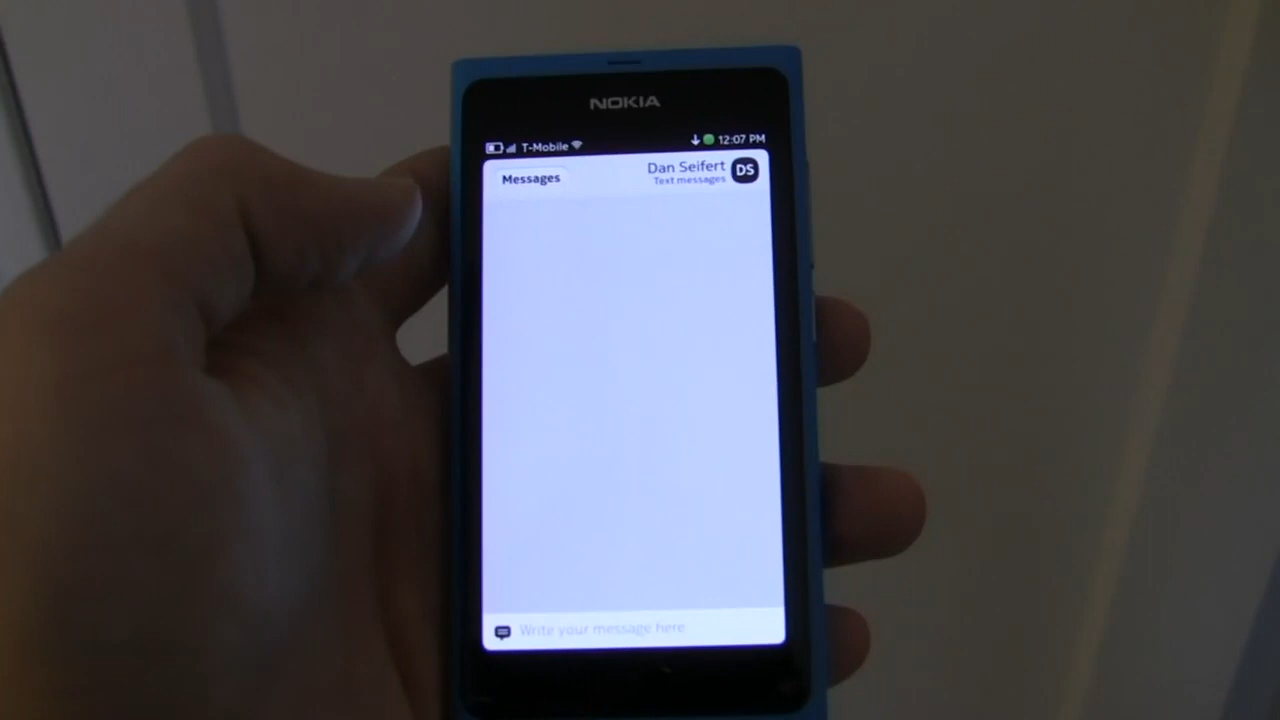 NOKIA
T-Mobile 12:07 PM
Messages
Dan Seifert
Text messages
DS
Write your message here